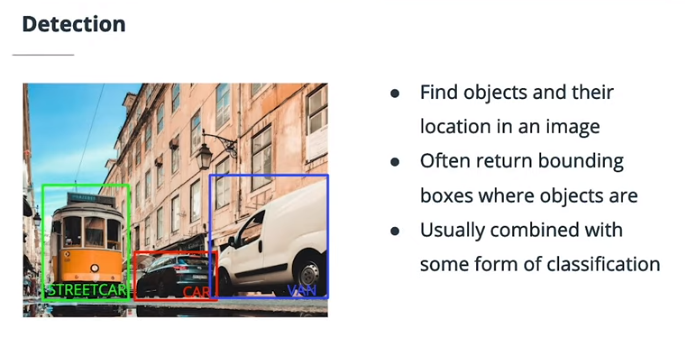 Detection
STREETCAR
CAR
VAN
● Find objects and their
location in an image
● Often return bounding
boxes where objects are
● Usually combined with
some form of classification